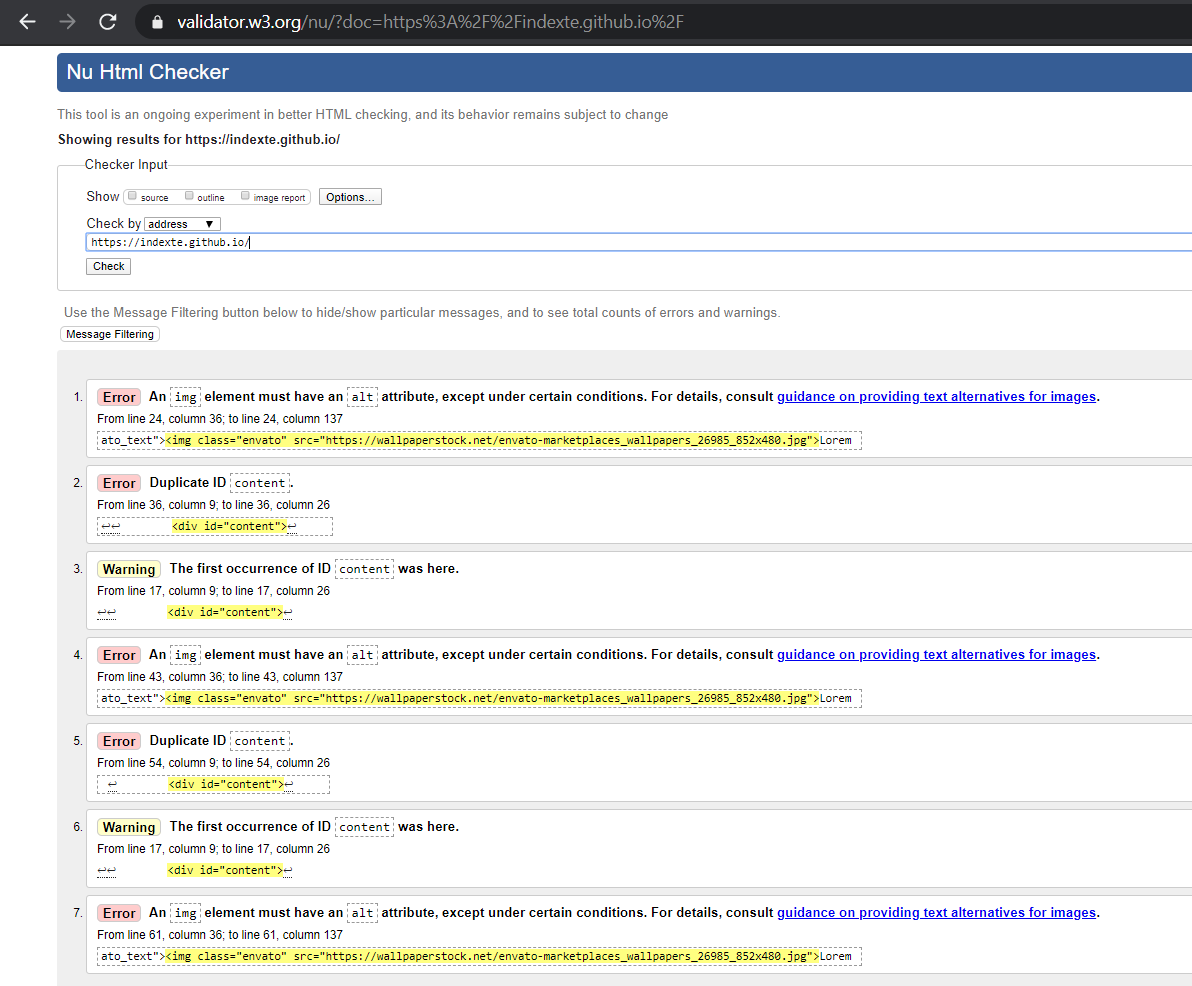 validator.w3.org/nu/?doc=https%3A%2F%2Findexte.github.io%2F
Nu Html Checker
This tool is an ongoing experiment in better HTML checking, and its behavior remains subject to change
Showing results for https://indexte.github.io/
Checker Input
Show source outline image report Options...
Check by address ▼
https://indexte.github.io/
Check
Use the Message Filtering button below to hide/show particular messages, and to see total counts of errors and warnings.
Message Filtering
1. Error An img element must have an alt attribute, except under certain conditions. For details, consult guidance on providing text alternatives for images.
From line 24, column 36; to line 24, column 137
ato_text"><img class="envato" src="https://wallpaperstock.net/envato-marketplaces_wallpapers_26985_852x480.jpg">Lorem
2. Error Duplicate ID content.
From line 36, column 9; to line 36, column 26
↩↩ <div id="content">↩
3. Warning The first occurrence of ID content was here.
From line 17, column 9; to line 17, column 26
↩↩ <div id="content">↩
4. Error An img element must have an alt attribute, except under certain conditions. For details, consult guidance on providing text alternatives for images.
From line 43, column 36; to line 43, column 137
ato_text"><img class="envato" src="https://wallpaperstock.net/envato-marketplaces_wallpapers_26985_852x480.jpg">Lorem
5. Error Duplicate ID content.
From line 54, column 9; to line 54, column 26
↩ <div id="content">↩
6. Warning The first occurrence of ID content was here.
From line 17, column 9; to line 17, column 26
↩↩ <div id="content">↩
7. Error An img element must have an alt attribute, except under certain conditions. For details, consult guidance on providing text alternatives for images.
From line 61, column 36; to line 61, column 137
ato_text"><img class="envato" src="https://wallpaperstock.net/envato-marketplaces_wallpapers_26985_852x480.jpg">Lorem